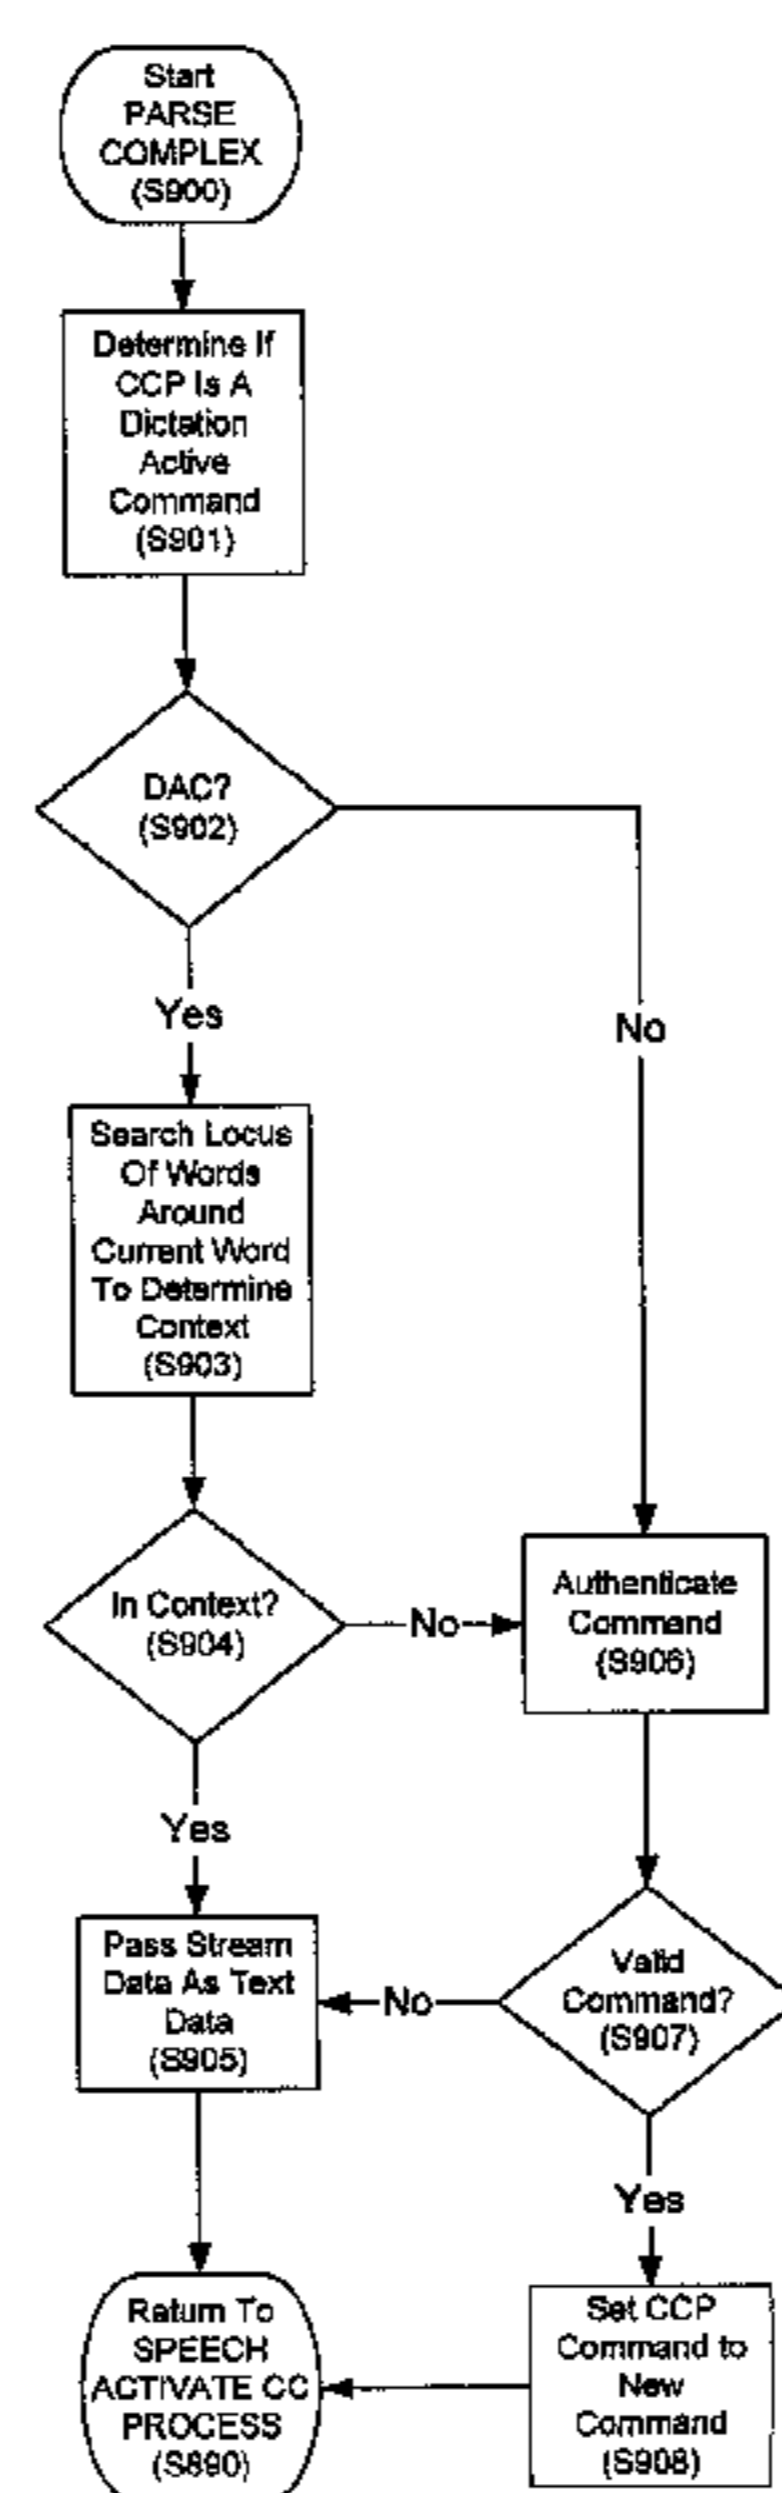 Start
PARSE
COMPLEX
(S900)
Determine If
CCP Is A
Dictation
Active
Command
(S901)
DAC?
(S902)
Yes
No
Search Locus
Of Words
Around
Current Word
To Determine
Context
(S903)
In Context?
(S904)
No
Authenticate
Command
(S906)
Yes
Pass Stream
Data As Text
Data
(S905)
No
Valid
Command?
(S907)
Yes
Return To
SPEECH
ACTIVATE CC
PROCESS
(S890)
Set CCP
Command to
New
Command
(S908)